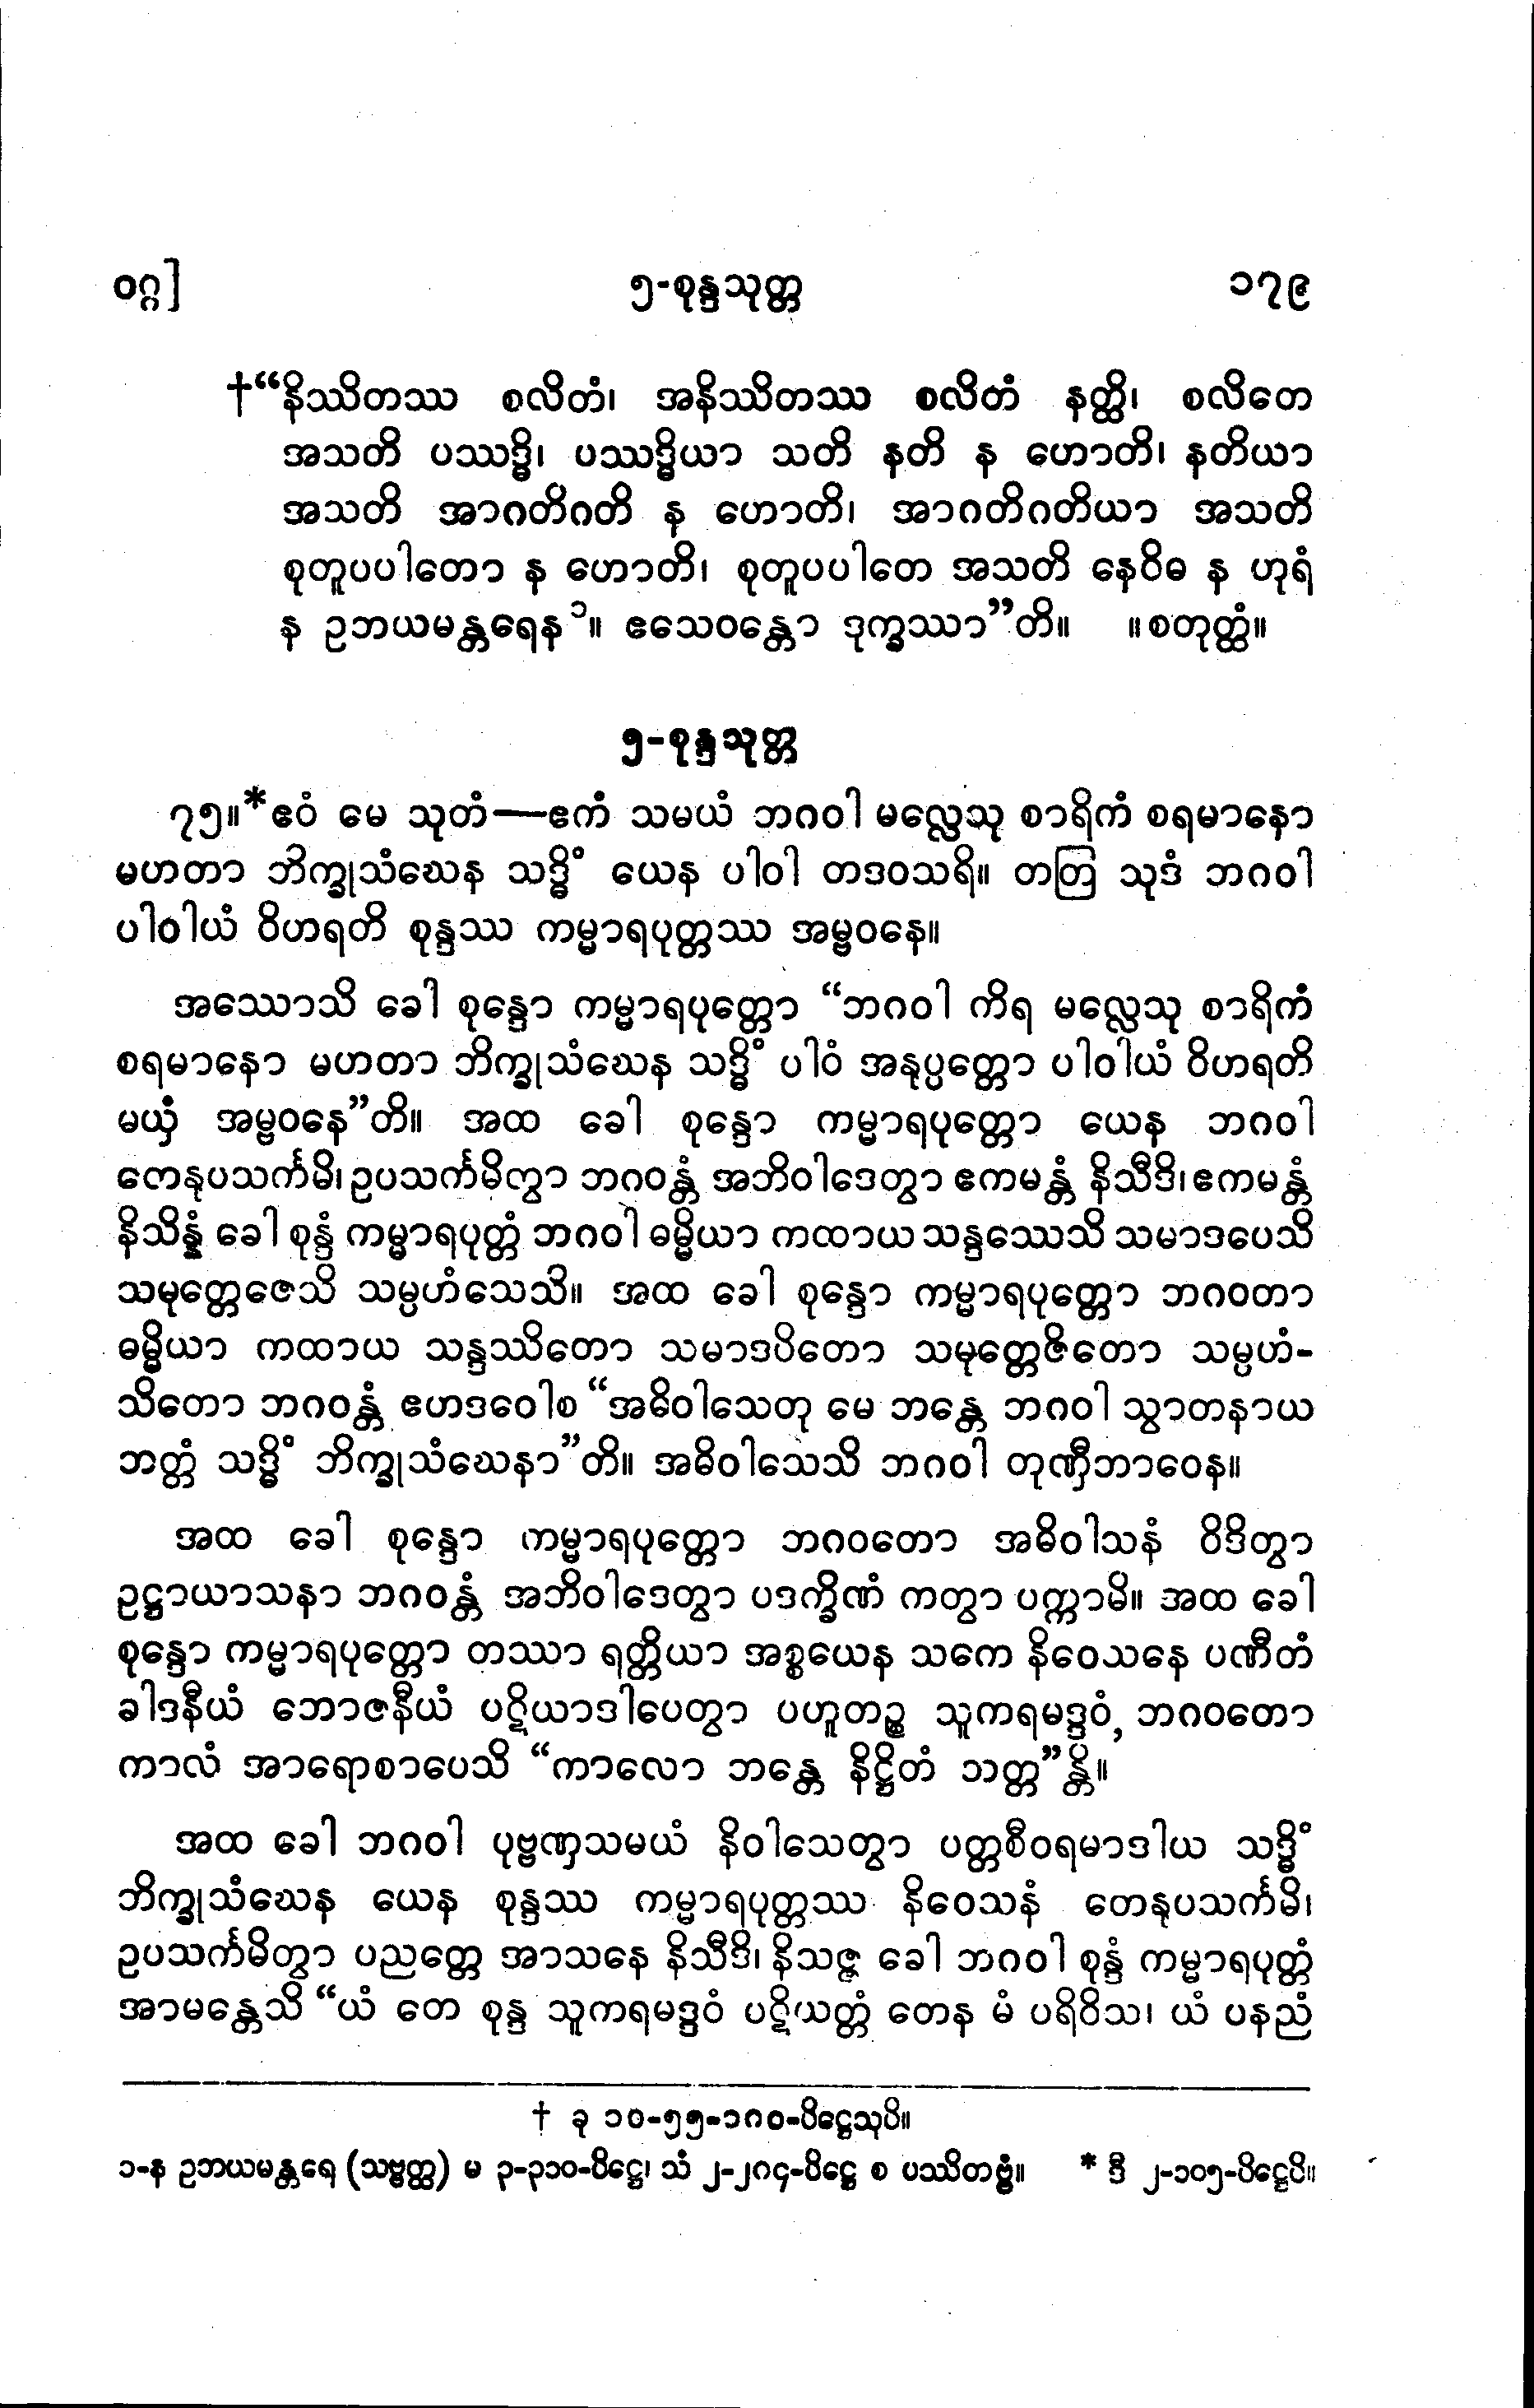 ဝဂ္ဂ] ၅-စုန္ဒသုတ္တ ၁၇၉
†“နိဿိတဿ စလိတံ၊ အနိဿိတဿ စလိတံ နတ္ထိ၊ စလိတေ
အသတိ ပဿဒ္ဓိ၊ ပဿဒ္ဓိယာ သတိ နတိ န ဟောတိ၊ နတိယာ
အသတိ အာဂတိဂတိ န ဟောတိ၊ အာဂတိဂတိယာ အသတိ
စုတူပပါတော န ဟောတိ၊ စုတူပပါတေ အသတိ နေဝိဓ န ဟုရံ
န ဥဘယမန္တရေန ၁။ ဧသေဝန္တော ဒုက္ခဿာ”တိ။ ။စတုတ္ထံ။
၅-စုန္ဒသုတ္တ
၇၅။*ဧဝံ မေ သုတံ—ဧကံ သမယံ ဘဂဝါ မလ္လေသု စာရိကံ စရမာနော
မဟတာ ဘိက္ခုသံဃေန သဒ္ဓိံ ယေန ပါဝါ တဒဝသရိ။ တတြ သုဒံ ဘဂဝါ
ပါဝါယံ ဝိဟရတိ စုန္ဒဿ ကမ္မာရပုတ္တဿ အမ္ဗဝနေ။
အဿောသိ ခေါ စုန္ဒော ကမ္မာရပုတ္တော “ဘဂဝါ ကိရ မလ္လေသု စာရိကံ
စရမာနော မဟတာ ဘိက္ခုသံဃေန သဒ္ဓိံ ပါဝံ အနုပ္ပတ္တော ပါဝါယံ ဝိဟရတိ
မယှံ အမ္ဗဝနေ”တိ။ အထ ခေါ စုန္ဒော ကမ္မာရပုတ္တော ယေန ဘဂဝါ
တေနုပသင်္ကမိ၊ ဥပသင်္ကမိတွာ ဘဂဝန္တံ အဘိဝါဒေတွာ ဧကမန္တံ နိသီဒိ၊ ဧကမန္တံ
နိသိန္နံ ခေါ စုန္ဒံ ကမ္မာရပုတ္တံ ဘဂဝါ ဓမ္မိယာ ကထာယ သန္ဒဿေသိ သမာဒပေသိ
သမုတ္တေဇေသိ သမ္ပဟံသေသိ။ အထ ခေါ စုန္ဒော ကမ္မာရပုတ္တော ဘဂဝတာ
ဓမ္မိယာ ကထာယ သန္ဒဿိတော သမာဒပိတော သမုတ္တေဇိတော သမ္ပဟံ-
သိတော ဘဂဝန္တံ ဧတဒဝေါစ “အဓိဝါသေတု မေ ဘန္တေ ဘဂဝါ သွာတနာယ
ဘတ္တံ သဒ္ဓိံ ဘိက္ခုသံဃေနာ”တိ။ အဓိဝါသေသိ ဘဂဝါ တုဏှီဘာဝေန။
အထ ခေါ စုန္ဒော ကမ္မာရပုတ္တော ဘဂဝတော အဓိဝါသနံ ဝိဒိတွာ
ဥဋ္ဌာယာသနာ ဘဂဝန္တံ အဘိဝါဒေတွာ ပဒက္ခိဏံ ကတွာ ပက္ကာမိ။ အထ ခေါ
စုန္ဒော ကမ္မာရပုတ္တော တဿာ ရတ္တိယာ အစ္စယေန သကေ နိဝေသနေ ပဏီတံ
ခါဒနီယံ ဘောဇနီယံ ပဋိယာဒါပေတွာ ပဟူတဉ္စ သူကရမဒ္ဒဝံ, ဘဂဝတော
ကာလံ အာရောစာပေသိ “ကာလော ဘန္တေ နိဋ္ဌိတံ ဘတ္တ”န္တိ။
အထ ခေါ ဘဂဝါ ပုဗ္ဗဏှသမယံ နိဝါသေတွာ ပတ္တစီဝရမာဒါယ သဒ္ဓိံ
ဘိက္ခုသံဃေန ယေန စုန္ဒဿ ကမ္မာရပုတ္တဿ နိဝေသနံ တေနုပသင်္ကမိ၊
ဥပသင်္ကမိတွာ ပညတ္တေ အာသနေ နိသီဒိ၊ နိသဇ္ဇ ခေါ ဘဂဝါ စုန္ဒံ ကမ္မာရပုတ္တံ
အာမန္တေသိ “ယံ တေ စုန္ဒ သူကရမဒ္ဒဝံ ပဋိယတ္တံ တေန မံ ပရိဝိသ၊ ယံ ပနညံ
† ခု ၁၀-၅၅-၁၈၀-ပိဋ္ဌေသုပိ။
၁-န ဥဘယမန္တရေ (သဗ္ဗတ္ထ) မ ၃-၃၁၀-ပိဋ္ဌေ၊ သံ ၂-၂၈၄-ပိဋ္ဌေ စ ပဿိတဗ္ဗံ။ * ဒီ ၂-၁၀၅-ပိဋ္ဌေပိ။